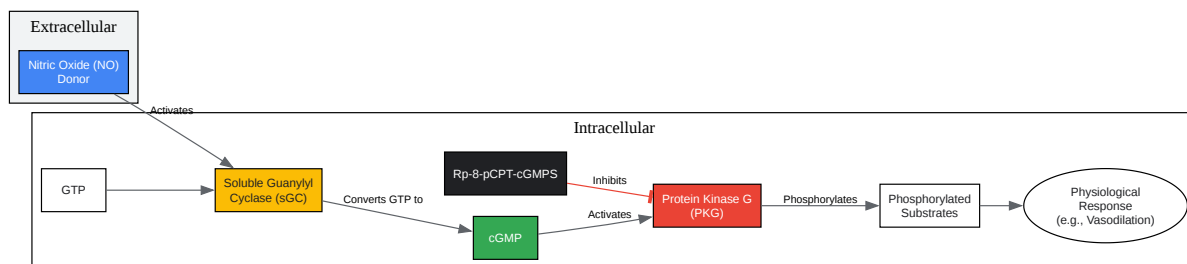 Extracellular
Nitric Oxide (NO)
Donor
Activates
Intracellular
GTP
Soluble Guanylyl
Cyclase (sGC)
Converts GTP to
cGMP
Rp-8-pCPT-cGMPS
Inhibits
Activates
Protein Kinase G
(PKG)
Phosphorylates
Phosphorylated
Substrates
Physiological
Response
(e.g., Vasodilation)